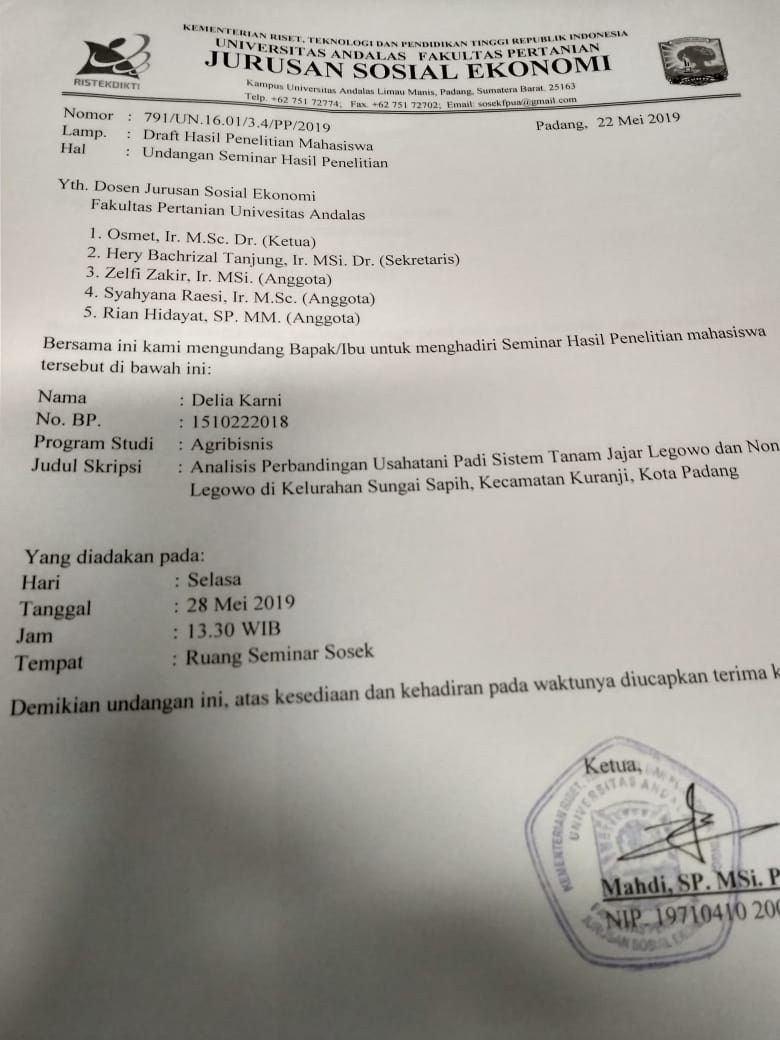 KEMENTERIAN RISET, TEKNOLOGI DAN PENDIDIKAN TINGGI REPUBLIK INDONESIA
UNIVERSITAS ANDALAS FAKULTAS PERTANIAN
JURUSAN SOSIAL EKONOMI
RISTEKDIKTI
Kampus Universitas Andalas Limau Manis, Padang, Sumatera Barat. 25163
Telp. +62 751 72774; Fax. +62 751 72702; Email: sosekfpua@gmail.com
Nomor : 791/UN.16.01/3.4/PP/2019
Padang, 22 Mei 2019
Lamp. : Draft Hasil Penelitian Mahasiswa
Hal : Undangan Seminar Hasil Penelitian
Yth. Dosen Jurusan Sosial Ekonomi
Fakultas Pertanian Univesitas Andalas
1. Osmet, Ir. M.Sc. Dr. (Ketua)
2. Hery Bachrizal Tanjung, Ir. MSi. Dr. (Sekretaris)
3. Zelfi Zakir, Ir. MSi. (Anggota)
4. Syahyana Raesi, Ir. M.Sc. (Anggota)
5. Rian Hidayat, SP. MM. (Anggota)
Bersama ini kami mengundang Bapak/Ibu untuk menghadiri Seminar Hasil Penelitian mahasiswa
tersebut di bawah ini:
Nama : Delia Karni
No. BP. : 1510222018
Program Studi : Agribisnis
Judul Skripsi : Analisis Perbandingan Usahatani Padi Sistem Tanam Jajar Legowo dan Non
Legowo di Kelurahan Sungai Sapih, Kecamatan Kuranji, Kota Padang
Yang diadakan pada:
Hari : Selasa
Tanggal : 28 Mei 2019
Jam : 13.30 WIB
Tempat : Ruang Seminar Sosek
Demikian undangan ini, atas kesediaan dan kehadiran pada waktunya diucapkan terima k
Ketua,
KEMENTERIAN RISET,
UNIVERSITAS ANDA
JURUSAN SOSIAL EKO
Mahdi, SP. MSi. P
NIP. 19710410 200